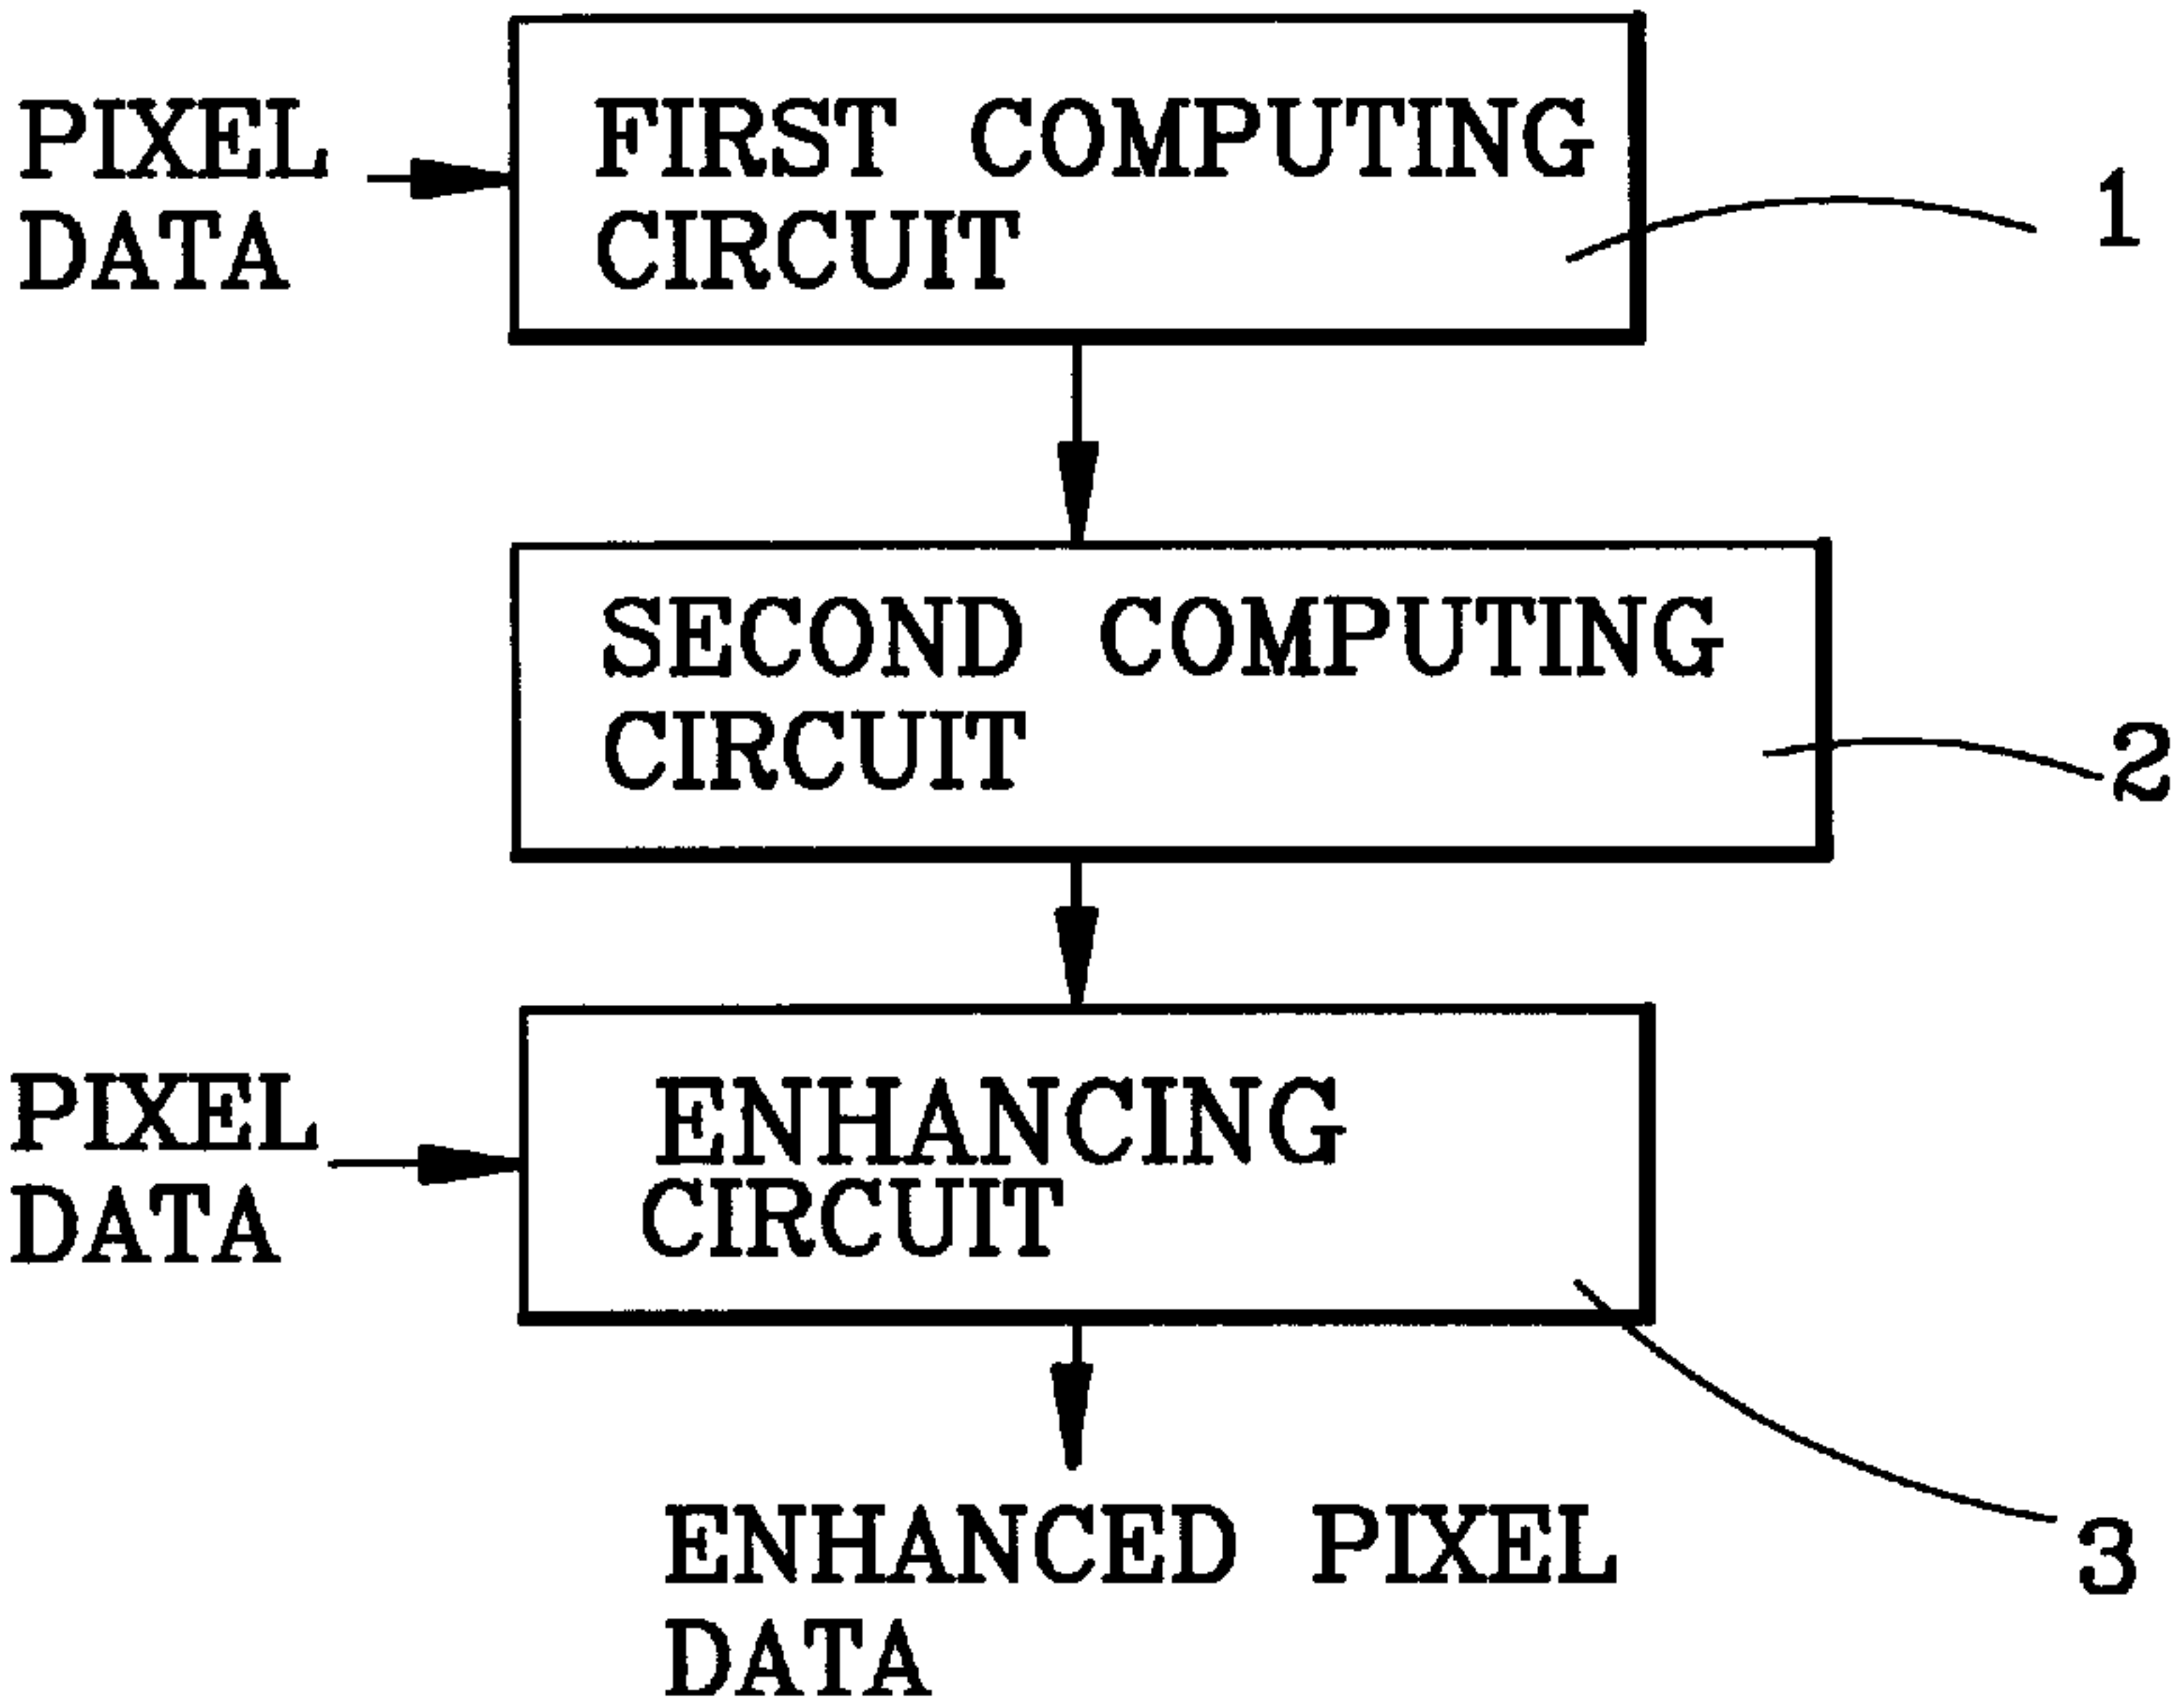 PIXEL
DATA
FIRST COMPUTING
CIRCUIT
1
SECOND COMPUTING
CIRCUIT
2
PIXEL
DATA
ENHANCING
CIRCUIT
3
ENHANCED PIXEL
DATA